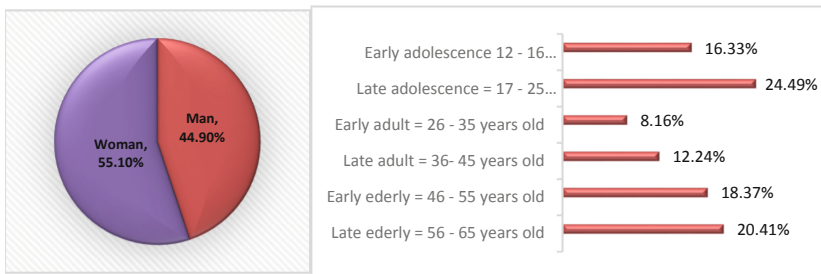 Woman,
55.10%
Man,
44.90%
Early adolescence 12 - 16... 16.33%
Late adolescence = 17 - 25... 24.49%
Early adult = 26 - 35 years old 8.16%
Late adult = 36- 45 years old 12.24%
Early ederly = 46 - 55 years old 18.37%
Late ederly = 56 - 65 years old 20.41%